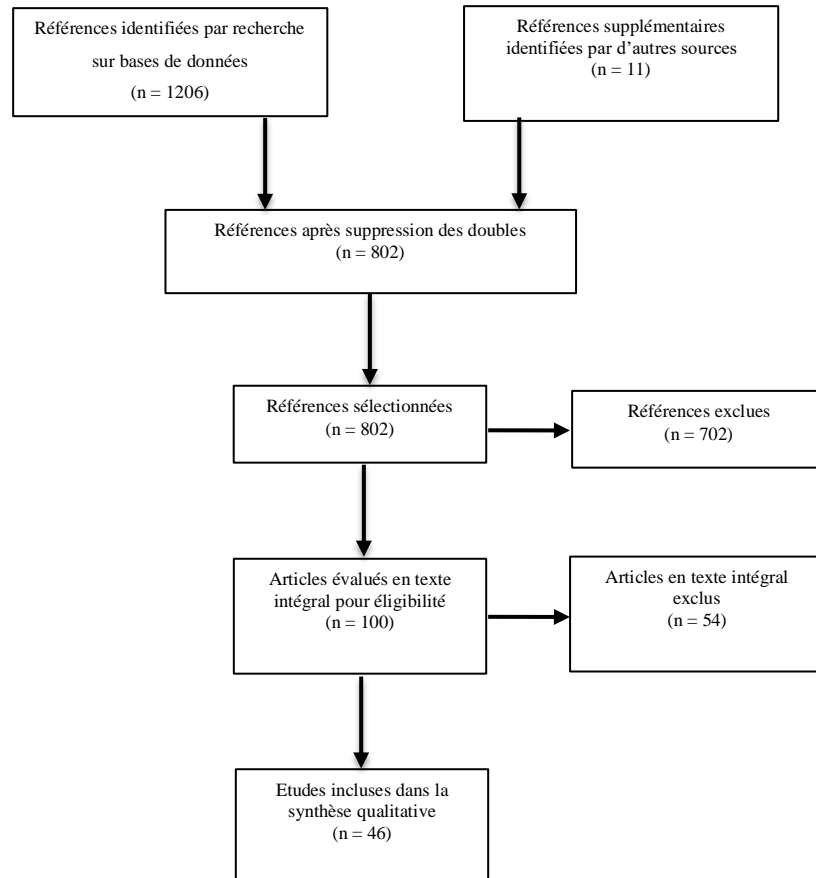 Références identifiées par recherche
sur bases de données
(n = 1206)
Références supplémentaires
identifiées par d’autres sources
(n = 11)
Références après suppression des doubles
(n = 802)
Références sélectionnées
(n = 802)
Références exclues
(n = 702)
Articles évalués en texte
intégral pour éligibilité
(n = 100)
Articles en texte intégral
exclus
(n = 54)
Etudes incluses dans la
synthèse qualitative
(n = 46)